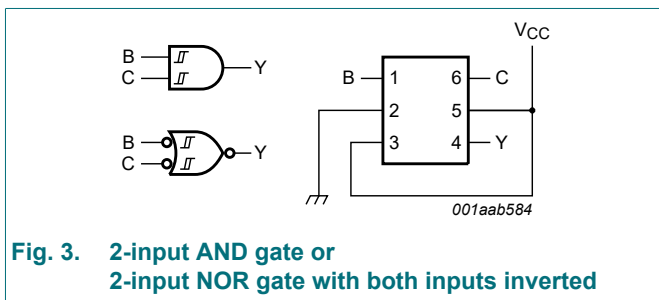 VCC
B
C
Y
B
C
Y
B 1 6 C
2 5
3 4 Y
001aab584
Fig. 3. 2-input AND gate or
2-input NOR gate with both inputs inverted